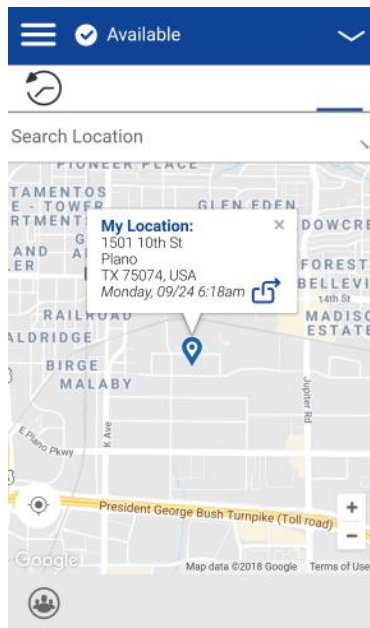 Available
Search Location
PIONEER PLACE
TAMENTOS
E - TOWER
GLEN EDEN
My Location:
1501 10th St
Plano
TX 75074, USA
Monday, 09/24 6:18am
DOWCRE
AND
LER
FOREST
BELLEVI
14th St
RAILROAD
MADISO
ESTATE
ALDRIDGE
BIRGE
MALABY
Jupiter Rd
K Ave
E Plano Pkwy
President George Bush Turnpike (Toll road)
Google
Map data ©2018 Google
Terms of Use